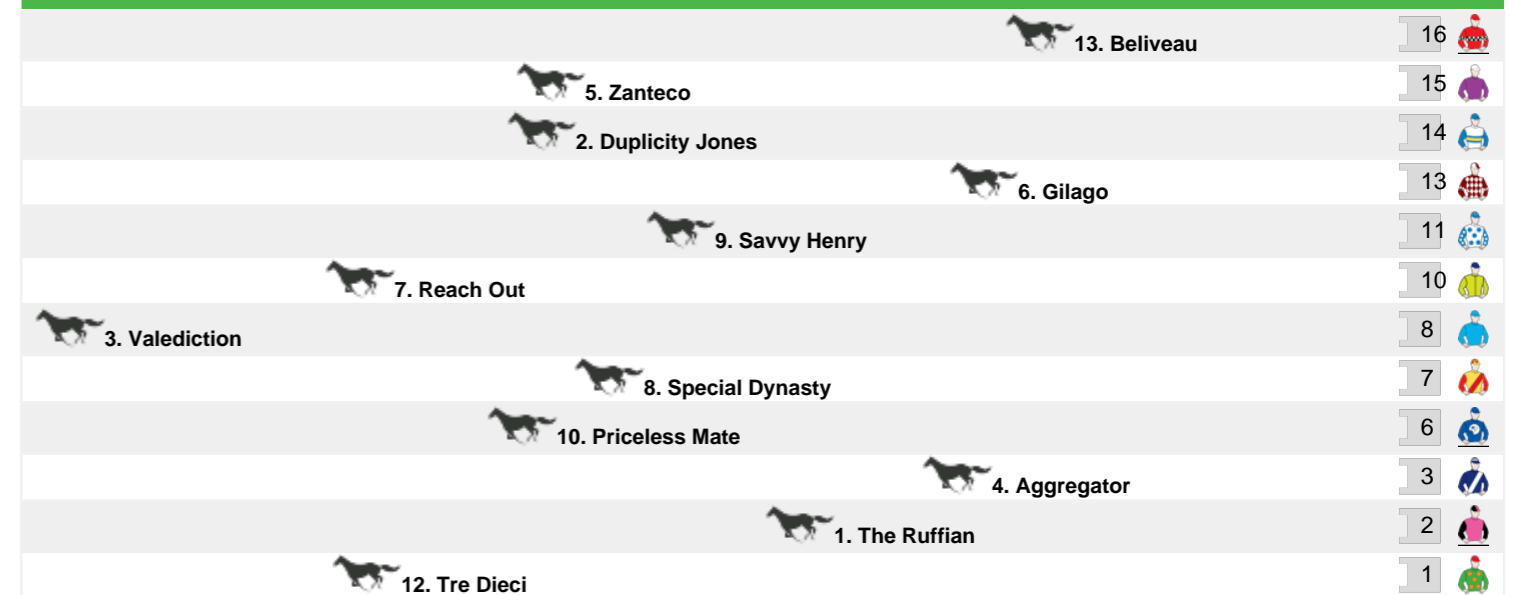 13. Beliveau 16
5. Zanteco 15
2. Duplicity Jones 14
6. Gilago 13
9. Savvy Henry 11
7. Reach Out 10
3. Valediction 8
8. Special Dynasty 7
10. Priceless Mate 6
4. Aggregator 3
1. The Ruffian 2
12. Tre Dieci 1